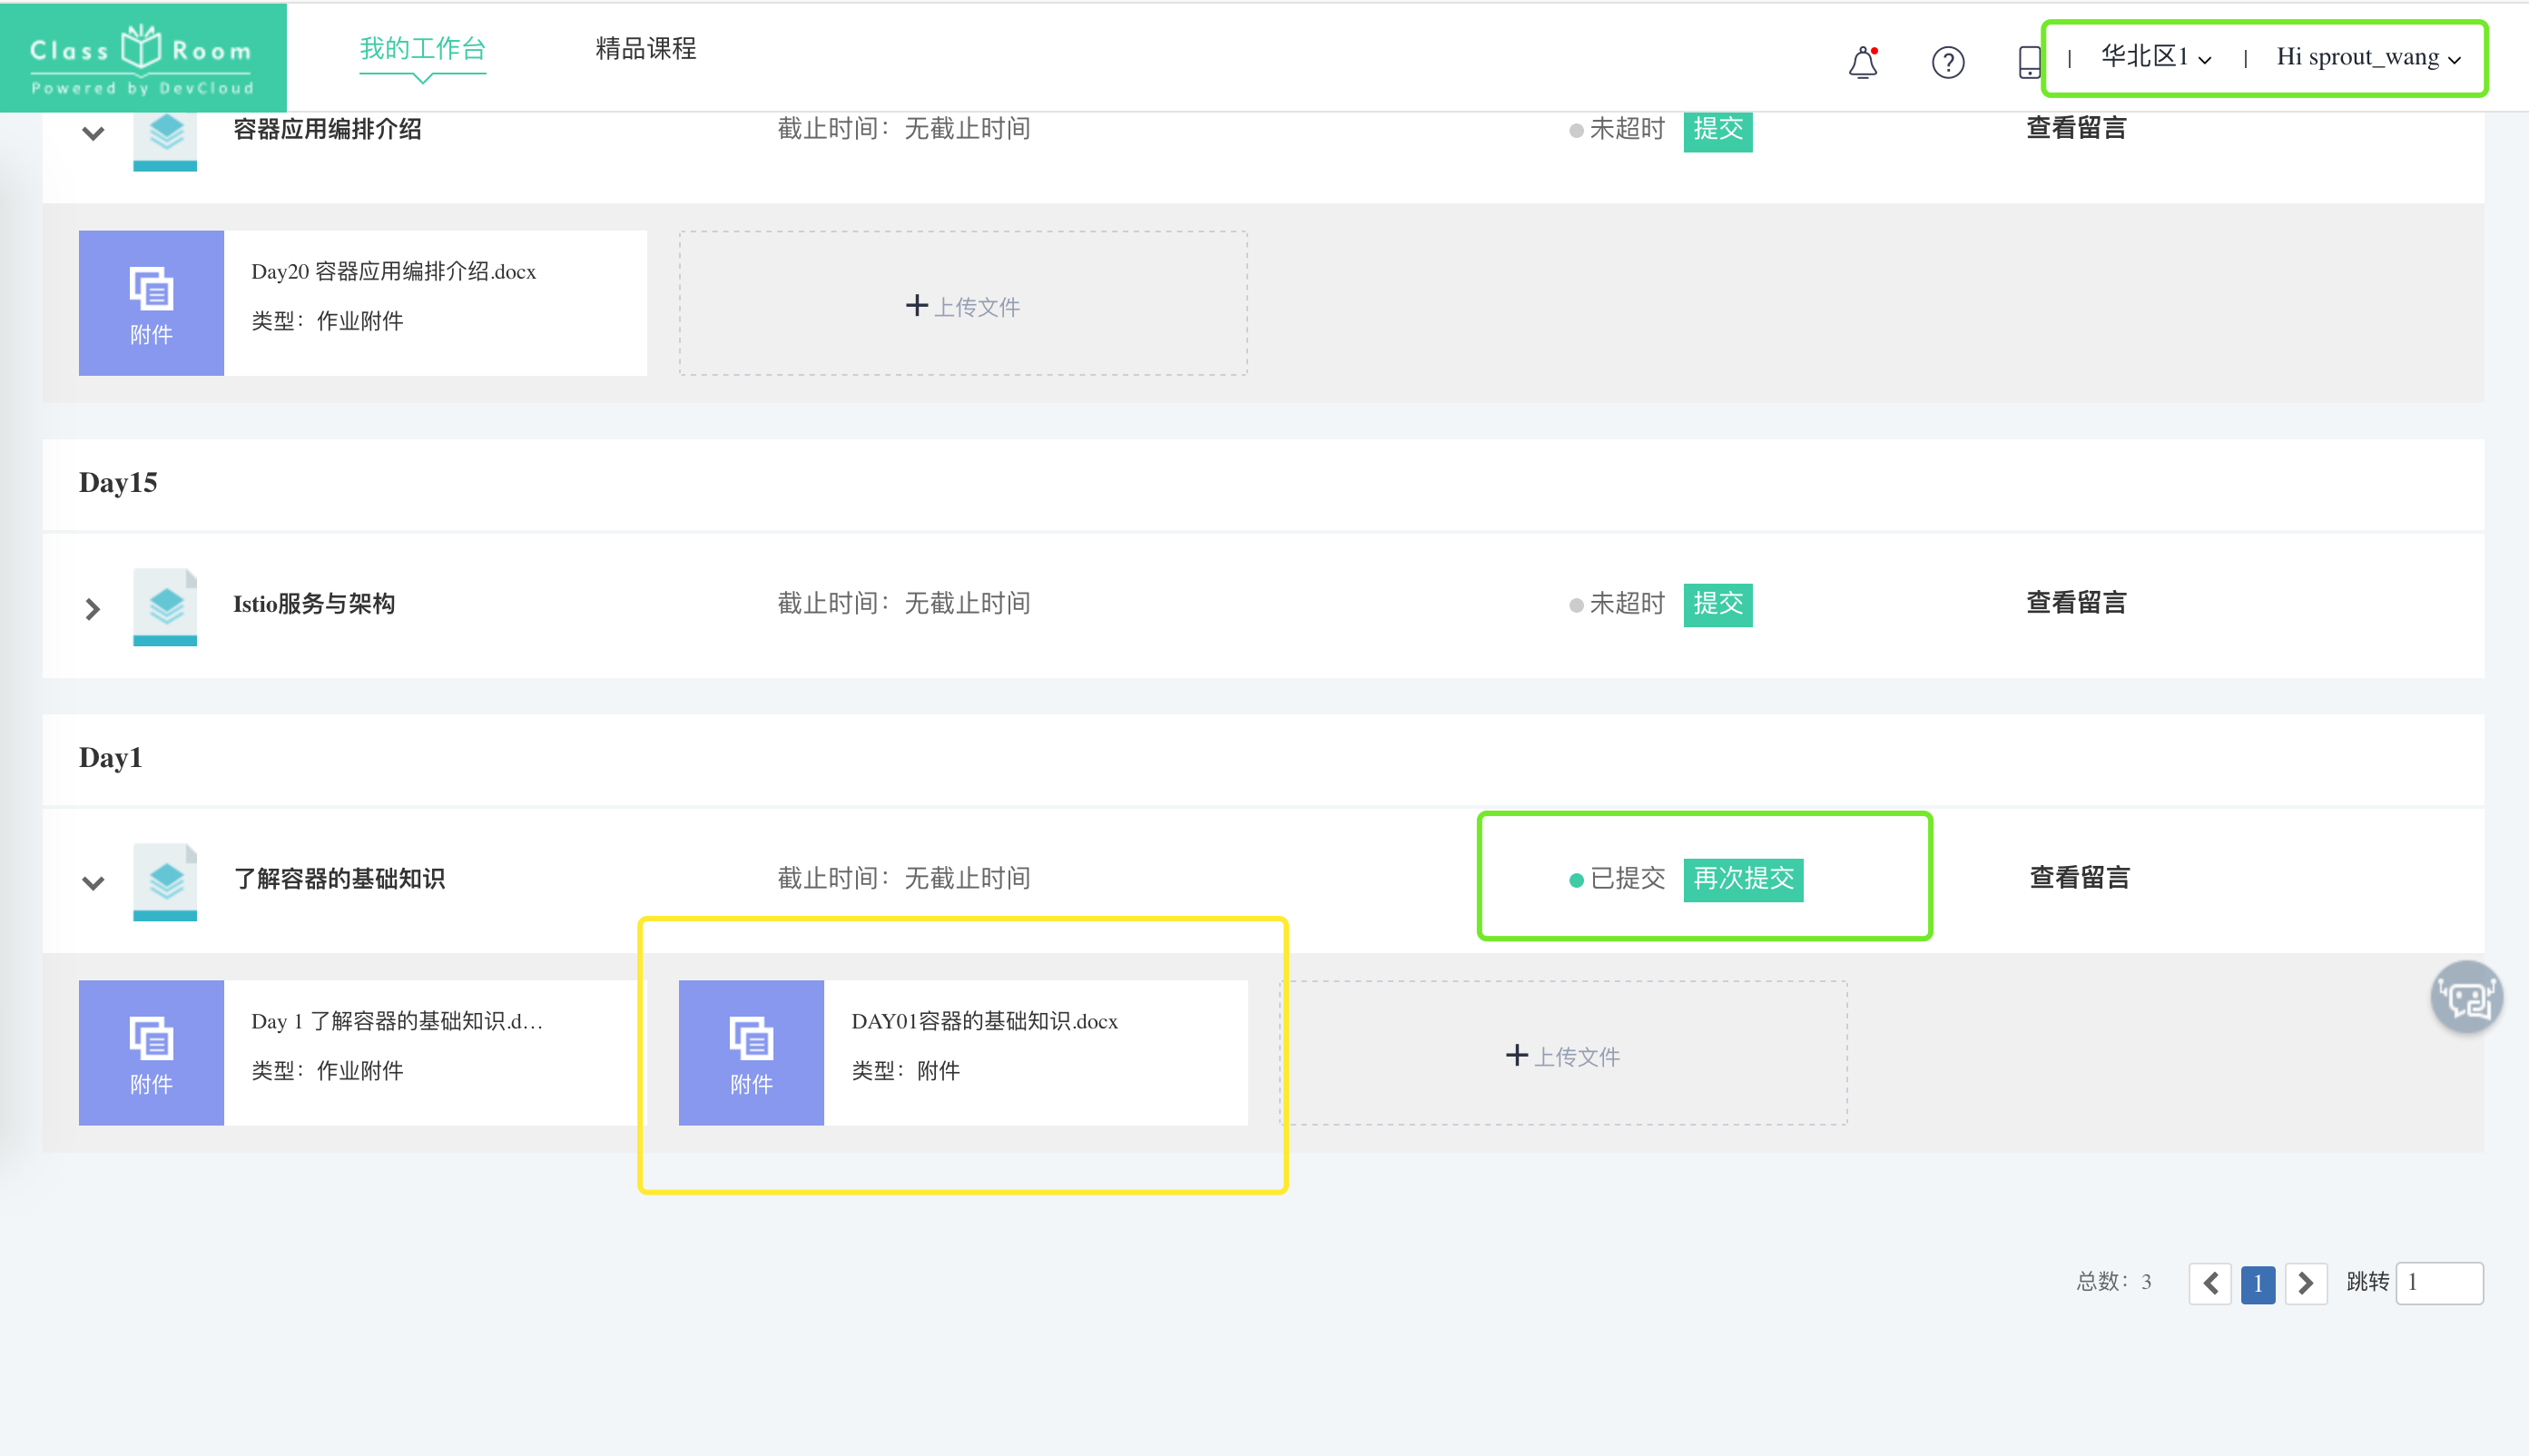 Class Room
Powered by DevCloud
我的工作台
精品课程
?
|
华北区1
|
Hi sprout_wang
容器应用编排介绍
截止时间：无截止时间
未超时
提交
查看留言
附件
Day20 容器应用编排介绍.docx
类型：作业附件
+上传文件
Day15
Istio服务与架构
截止时间：无截止时间
未超时
提交
查看留言
Day1
了解容器的基础知识
截止时间：无截止时间
已提交
再次提交
查看留言
附件
Day 1 了解容器的基础知识.d...
类型：作业附件
附件
DAY01容器的基础知识.docx
类型：附件
+上传文件
总数：3
1
跳转
1